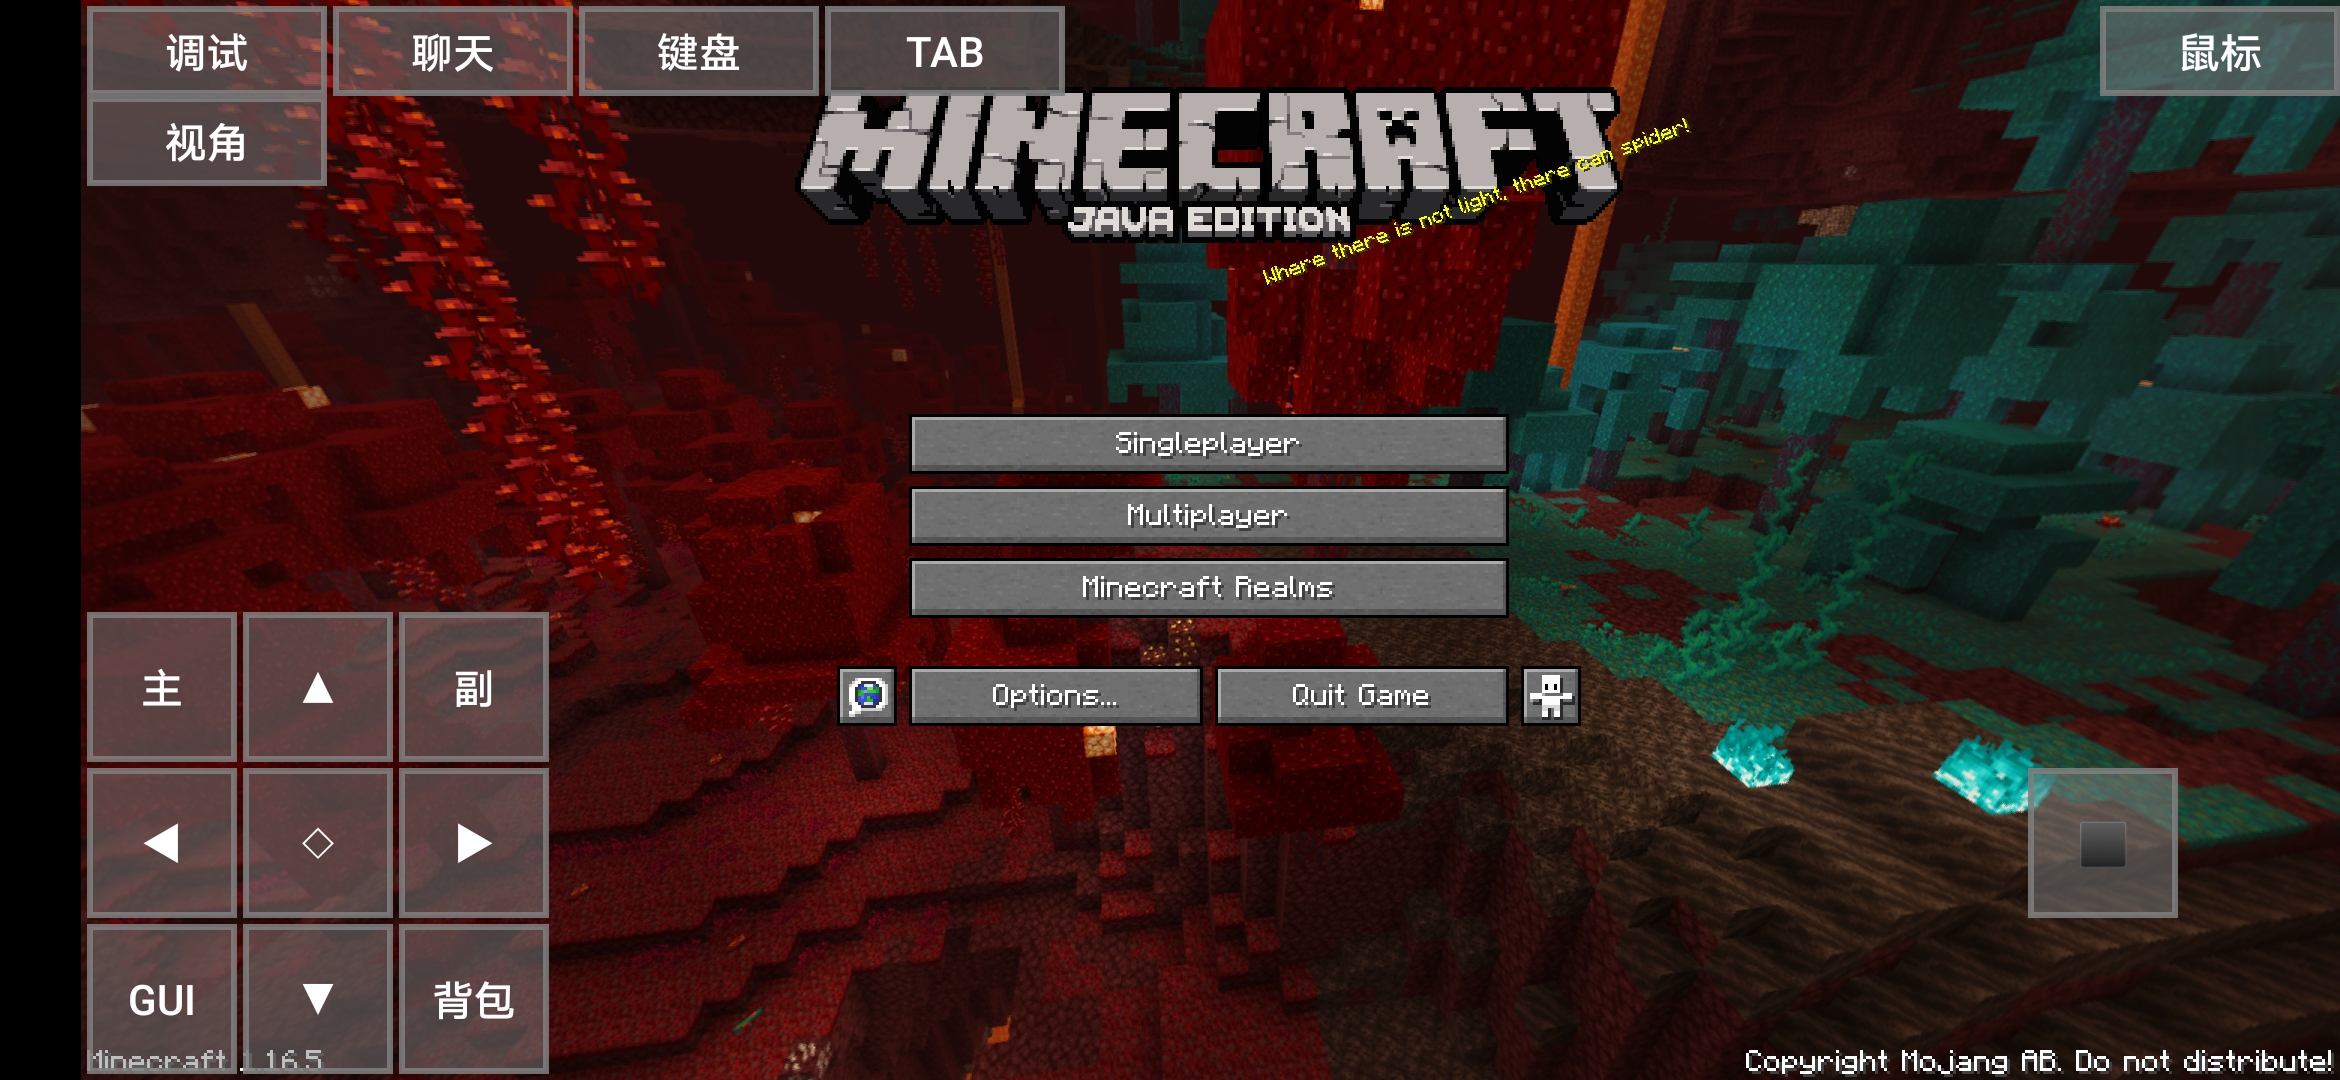 调试 聊天 键盘 TAB 鼠标
视角
MINECRAFT
JAVA EDITION
Where there is not light, there can spider!
Singleplayer
Multiplayer
Minecraft Realms
Options... Quit Game
主 ▲ 副
◀ ◇ ▶
GUI ▼ 背包
Minecraft 1.16.5
Copyright Mojang AB. Do not distribute!